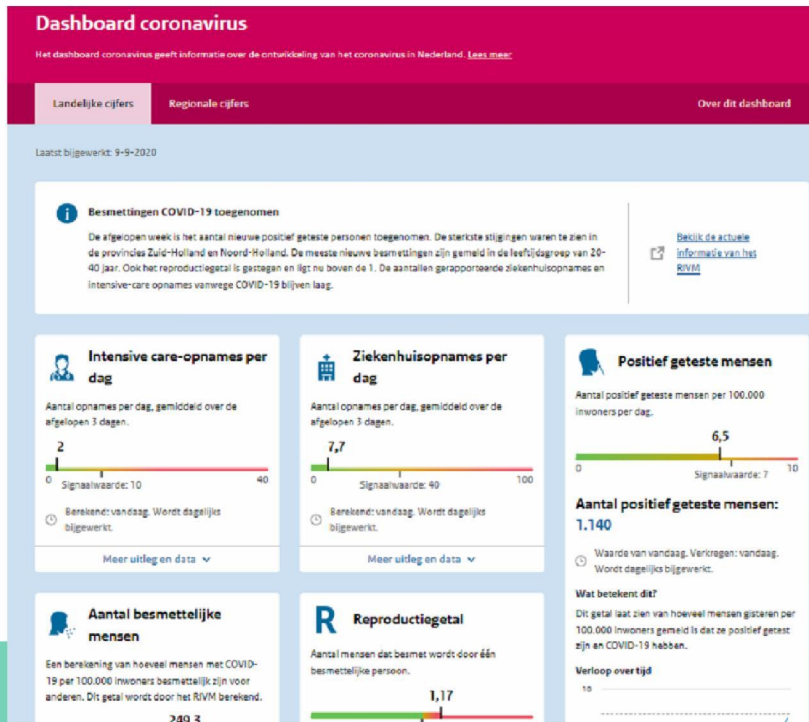 Dashboard coronavirus
Het dashboard coronavirus geeft informatie over de ontwikkeling van het coronavirus in Nederland. Lees meer
Landelijke cijfers
Regionale cijfers
Over dit dashboard
Laatst bijgewerkt: 9-9-2020
Besmettingen COVID-19 toegenomen
De afgelopen week is het aantal nieuwe positief geteste personen toegenomen. De sterkste stijgingen waren te zien in
de provincies Zuid-Holland en Noord-Holland. De meeste nieuwe besmettingen zijn gemeld in de leeftijdsgroep van 20-
40 jaar. Ook het reproductiegetal is gestegen en ligt nu boven de 1. De aantallen gerapporteerde ziekenhuisopnames en
intensive-care opnames vanwege COVID-19 blijven laag.
Bekijk de actuele
informatie van het
RIVM
Intensive care-opnames per
dag
Aantal opnames per dag, gemiddeld over de
afgelopen 3 dagen.
2
0
Signaalwaarde: 10
40
Berekend: vandaag. Wordt dagelijks
bijgewerkt.
Meer uitleg en data
Ziekenhuisopnames per
dag
Aantal opnames per dag, gemiddeld over de
afgelopen 3 dagen.
7,7
0
Signaalwaarde: 40
100
Berekend: vandaag. Wordt dagelijks
bijgewerkt.
Meer uitleg en data
Positief geteste mensen
Aantal positief geteste mensen per 100.000
inwoners per dag.
6,5
0
Signaalwaarde: 7
10
Aantal positief geteste mensen:
1.140
Waarde van vandaag. Verkregen: vandaag.
Wordt dagelijks bijgewerkt.
Wat betekent dit?
Dit getal laat zien van hoeveel mensen gisteren per
100.000 inwoners gemeld is dat ze positief getest
zijn en COVID-19 hebben.
Verloop over tijd
Aantal besmettelijke
mensen
Een berekening van hoeveel mensen met COVID-
19 per 100.000 inwoners besmettelijk zijn voor
anderen. Dit getal wordt door het RIVM berekend.
249,3
R
Reproductiegetal
Aantal mensen dat besmet wordt door één
besmettelijke persoon.
1,17